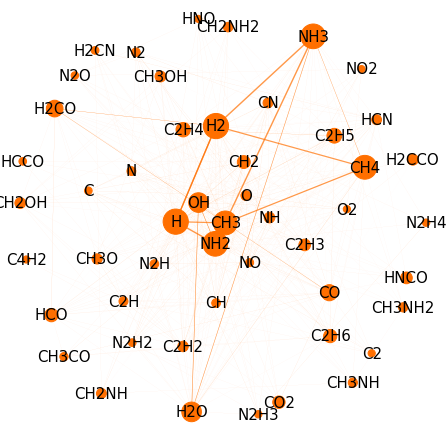 HNO
CH2NH2
NH3
H2CN
N2
NO2
N2O
CH3OH
CN
H2CO
HCN
C2H4
H2
C2H5
HCCO
CH2
H2CCO
CH4
N
C
O
CH2OH
OH
O2
H
CH3
NH
N2H4
NH2
C2H3
C4H2
CH3O
N2H
NO
HNCO
CO
C2H
CH
CH3NH2
HCO
C2H6
N2H2
C2H2
C2
CH3CO
CH3NH
CH2NH
CO2
H2O
N2H3